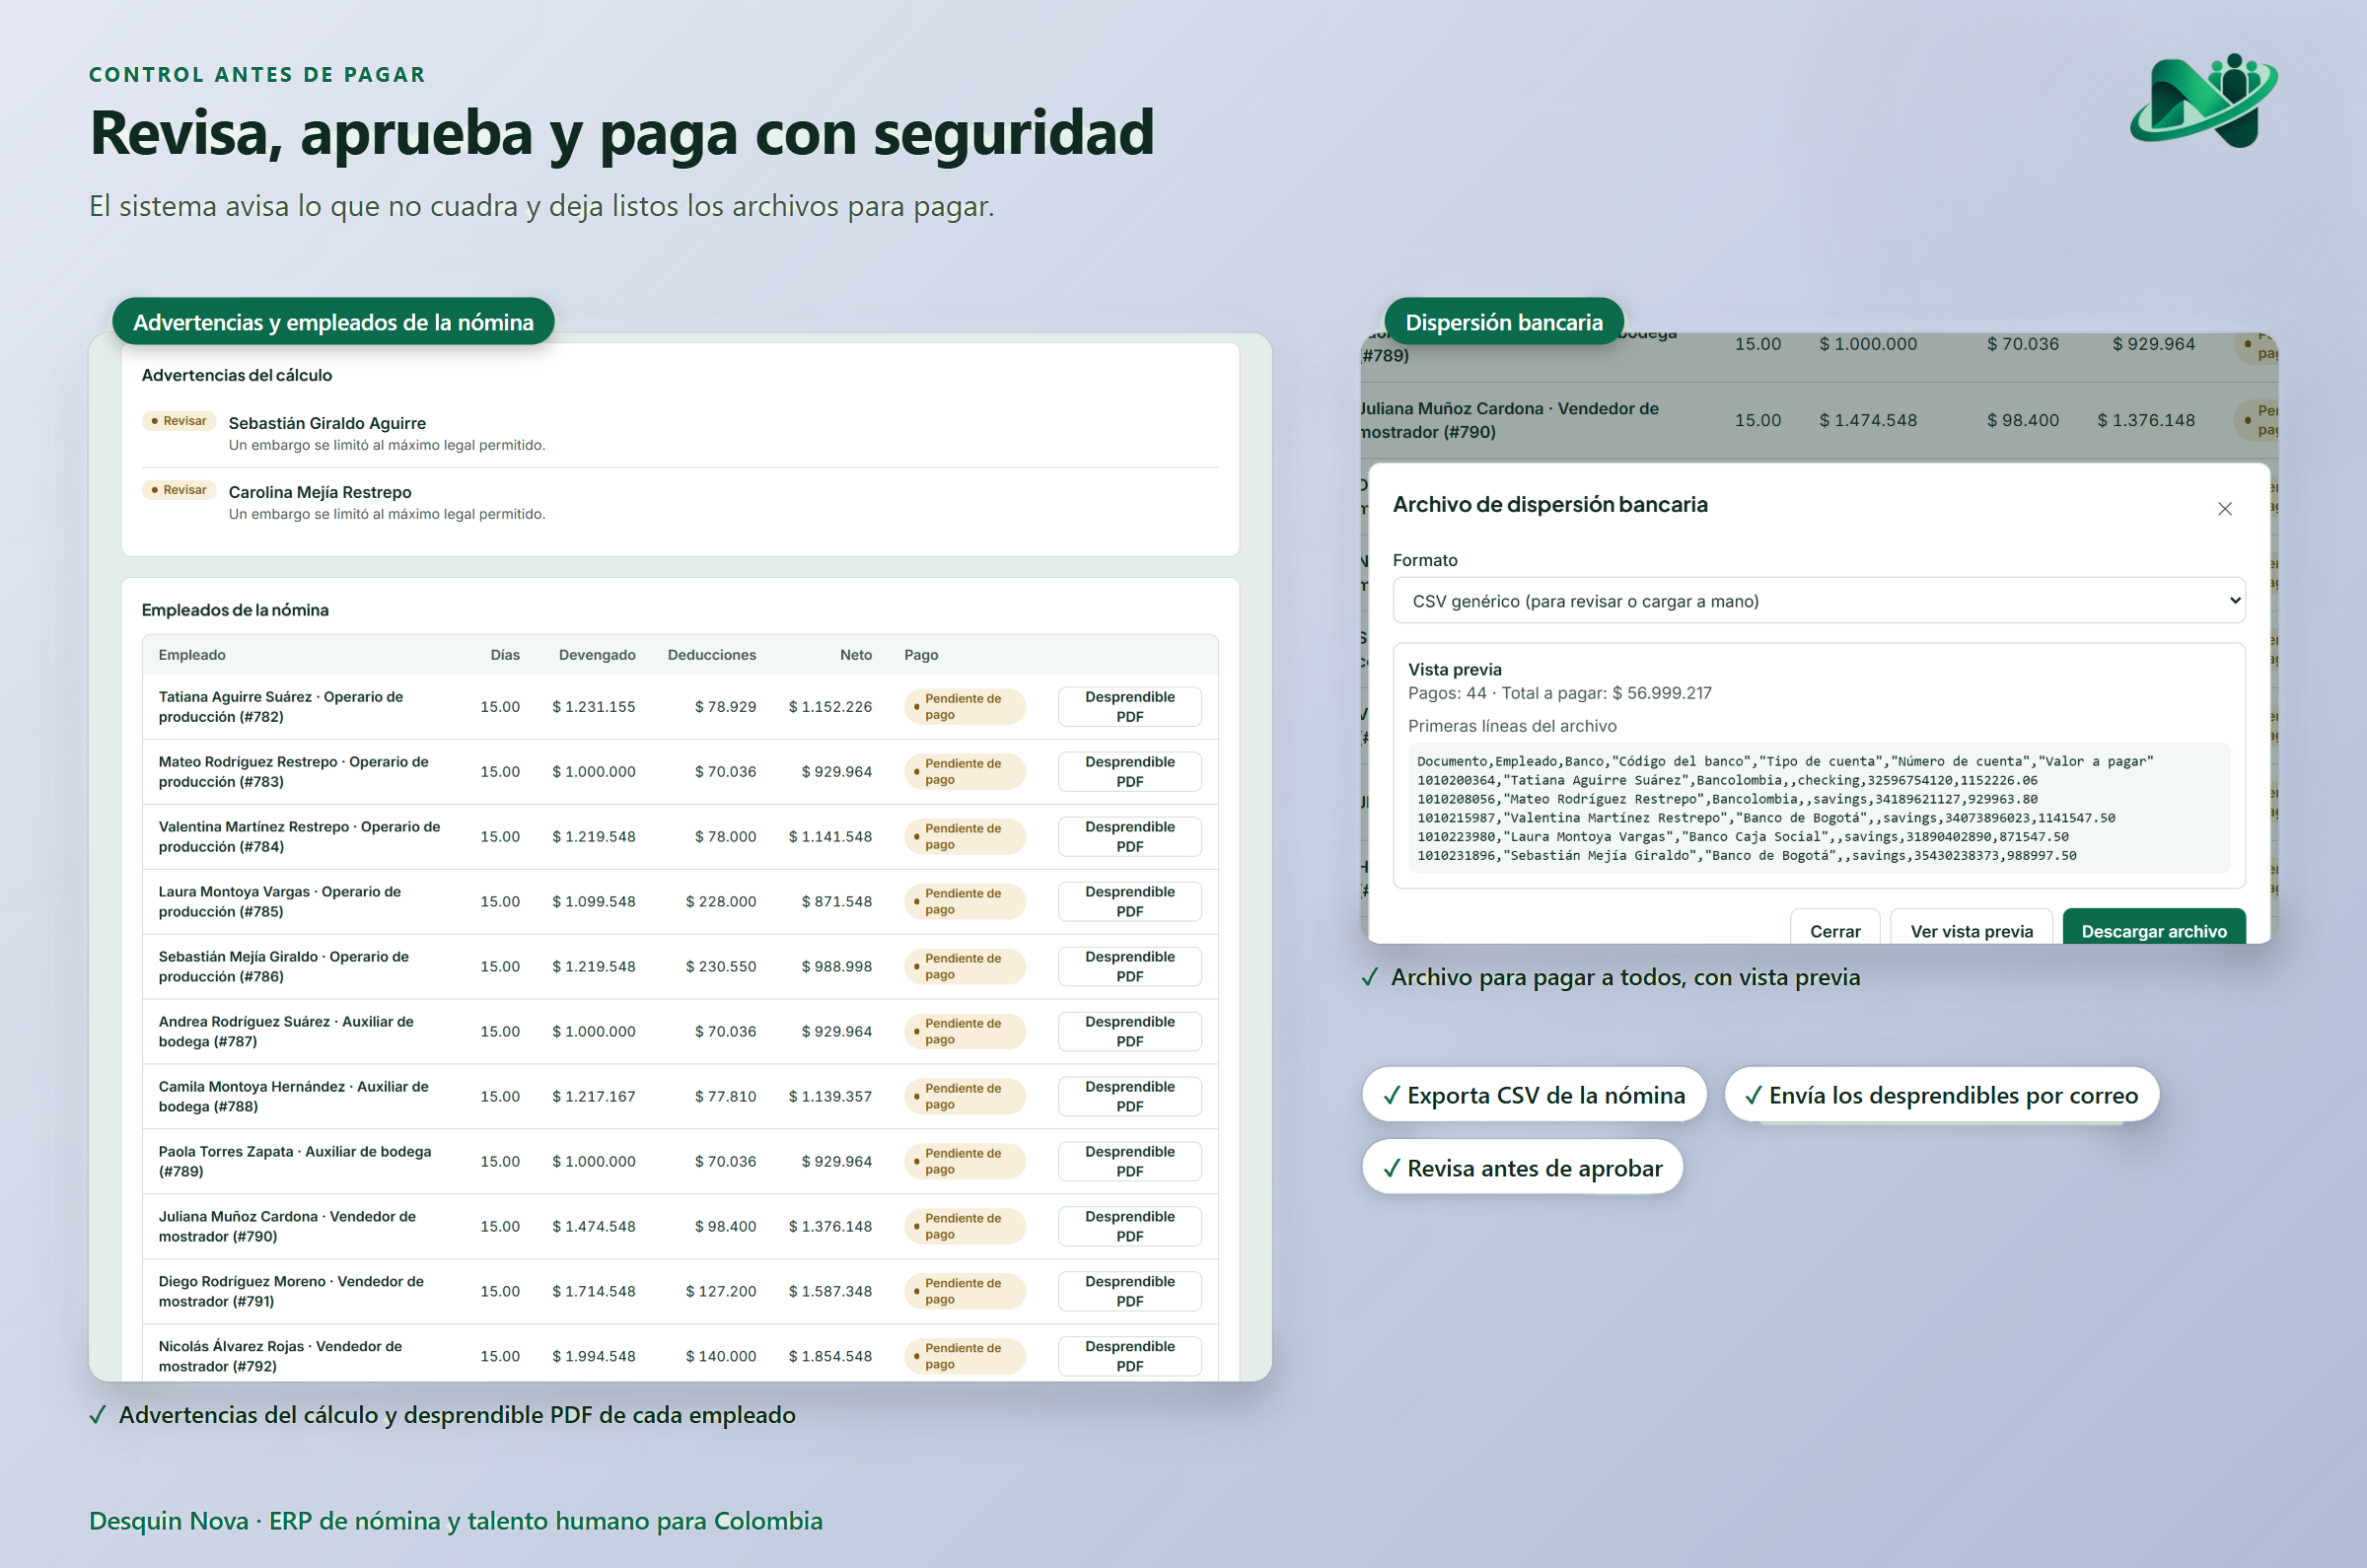 CONTROL ANTES DE PAGAR
Revisa, aprueba y paga con seguridad
El sistema avisa lo que no cuadra y deja listos los archivos para pagar.
Advertencias y empleados de la nómina
Advertencias del cálculo
Revisar
Sebastián Giraldo Aguirre
Un embargo se limitó al máximo legal permitido.
Revisar
Carolina Mejía Restrepo
Un embargo se limitó al máximo legal permitido.
Empleados de la nómina
Empleado Días Devengado Deducciones Neto Pago
Tatiana Aguirre Suárez · Operario de producción (#782) 15.00 $ 1.231.155 $ 78.929 $ 1.152.226 Pendiente de pago Desprendible PDF
Mateo Rodríguez Restrepo · Operario de producción (#783) 15.00 $ 1.000.000 $ 70.036 $ 929.964 Pendiente de pago Desprendible PDF
Valentina Martínez Restrepo · Operario de producción (#784) 15.00 $ 1.219.548 $ 78.000 $ 1.141.548 Pendiente de pago Desprendible PDF
Laura Montoya Vargas · Operario de producción (#785) 15.00 $ 1.099.548 $ 228.000 $ 871.548 Pendiente de pago Desprendible PDF
Sebastián Mejía Giraldo · Operario de producción (#786) 15.00 $ 1.219.548 $ 230.550 $ 988.998 Pendiente de pago Desprendible PDF
Andrea Rodríguez Suárez · Auxiliar de bodega (#787) 15.00 $ 1.000.000 $ 70.036 $ 929.964 Pendiente de pago Desprendible PDF
Camila Montoya Hernández · Auxiliar de bodega (#788) 15.00 $ 1.217.167 $ 77.810 $ 1.139.357 Pendiente de pago Desprendible PDF
Paola Torres Zapata · Auxiliar de bodega (#789) 15.00 $ 1.000.000 $ 70.036 $ 929.964 Pendiente de pago Desprendible PDF
Juliana Muñoz Cardona · Vendedor de mostrador (#790) 15.00 $ 1.474.548 $ 98.400 $ 1.376.148 Pendiente de pago Desprendible PDF
Diego Rodríguez Moreno · Vendedor de mostrador (#791) 15.00 $ 1.714.548 $ 127.200 $ 1.587.348 Pendiente de pago Desprendible PDF
Nicolás Álvarez Rojas · Vendedor de mostrador (#792) 15.00 $ 1.994.548 $ 140.000 $ 1.854.548 Pendiente de pago Desprendible PDF
✓ Advertencias del cálculo y desprendible PDF de cada empleado
Dispersión bancaria
(#789) 15.00 $ 1.000.000 $ 70.036 $ 929.964
Juliana Muñoz Cardona · Vendedor de
mostrador (#790) 15.00 $ 1.474.548 $ 98.400 $ 1.376.148
Archivo de dispersión bancaria
Formato
CSV genérico (para revisar o cargar a mano)
Vista previa
Pagos: 44 · Total a pagar: $ 56.999.217
Primeras líneas del archivo
Documento,Empleado,Banco,"Código del banco","Tipo de cuenta","Número de cuenta","Valor a pagar"
1010200364,"Tatiana Aguirre Suárez",Bancolombia,,checking,32596754120,1152226.06
1010208056,"Mateo Rodríguez Restrepo",Bancolombia,,savings,34189621127,929963.80
1010215987,"Valentina Martínez Restrepo","Banco de Bogotá",,savings,34073896023,1141547.50
1010223980,"Laura Montoya Vargas","Banco Caja Social",,savings,31890402890,871547.50
1010231896,"Sebastián Mejía Giraldo","Banco de Bogotá",,savings,35430238373,988997.50
Cerrar Ver vista previa Descargar archivo
✓ Archivo para pagar a todos, con vista previa
✓ Exporta CSV de la nómina
✓ Envía los desprendibles por correo
✓ Revisa antes de aprobar
Desquin Nova · ERP de nómina y talento humano para Colombia